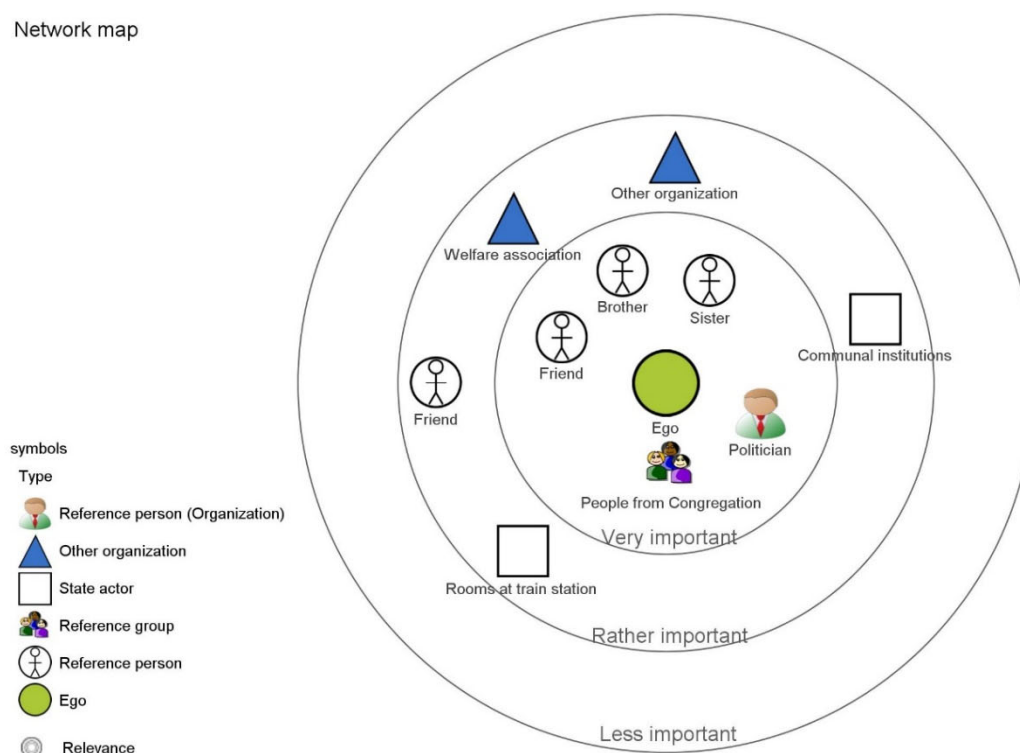 Network map
Other organization
Welfare association
Brother
Sister
Communal institutions
Friend
Friend
Ego
Politician
People from Congregation
Very important
Rooms at train station
Rather important
Less important
symbols
Type
Reference person (Organization)
Other organization
State actor
Reference group
Reference person
Ego
Relevance